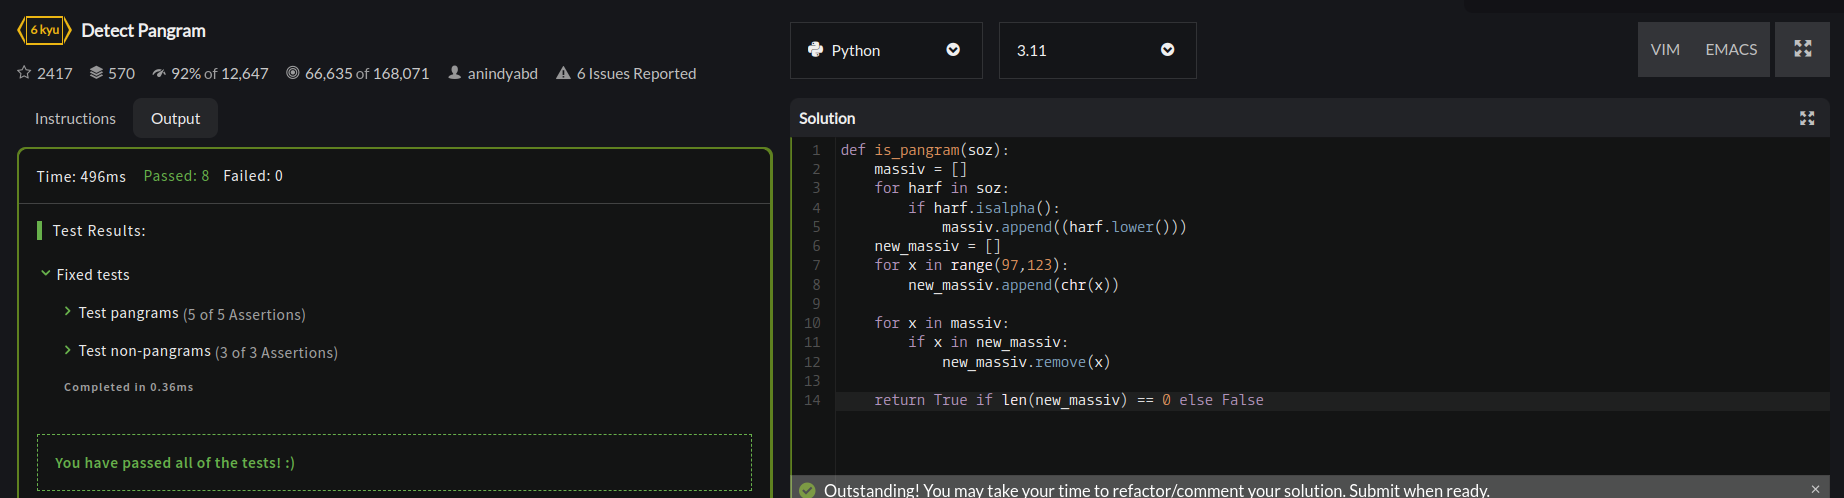 6 kyu Detect Pangram
2417 570 92% of 12,647 66,635 of 168,071 anindyabd 6 Issues Reported
Instructions Output
Time: 496ms Passed: 8 Failed: 0
Test Results:
Fixed tests
Test pangrams (5 of 5 Assertions)
Test non-pangrams (3 of 3 Assertions)
Completed in 0.36ms
You have passed all of the tests! :)
Python 3.11 VIM EMACS
Solution
1 def is_pangram(soz):
2     massiv = []
3     for harf in soz:
4         if harf.isalpha():
5             massiv.append((harf.lower()))
6     new_massiv = []
7     for x in range(97,123):
8         new_massiv.append(chr(x))
9
10     for x in massiv:
11         if x in new_massiv:
12             new_massiv.remove(x)
13
14     return True if len(new_massiv) == 0 else False
Outstanding! You may take your time to refactor/comment your solution. Submit when ready. ×